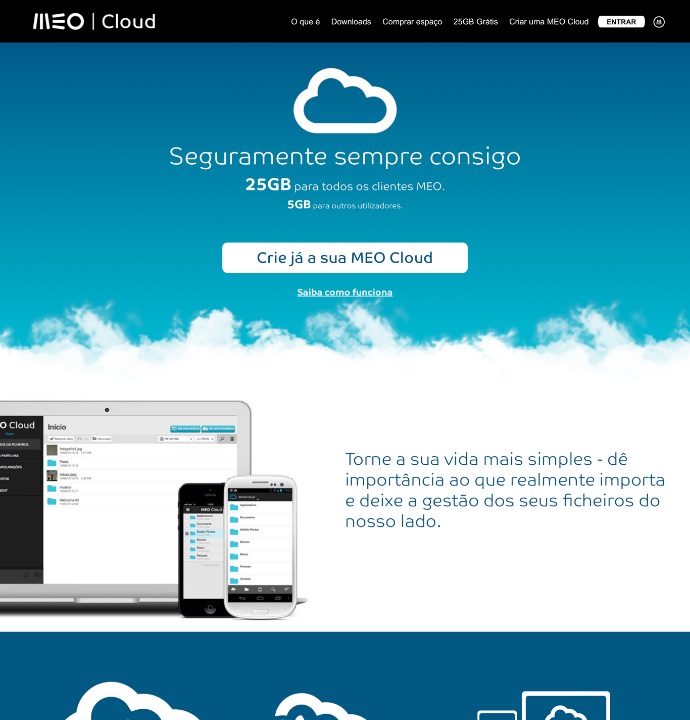 MEO | Cloud
O que é
Downloads
Comprar espaço
25GB Grátis
Criar uma MEO Cloud
ENTRAR
Seguramente sempre consigo
25GB para todos os clientes MEO.
5GB para outros utilizadores.
Crie já a sua MEO Cloud
Saiba como funciona
O Cloud
Início
MEO Cloud
Torne a sua vida mais simples - dê
importância ao que realmente importa
e deixe a gestão dos seus ficheiros do
nosso lado.